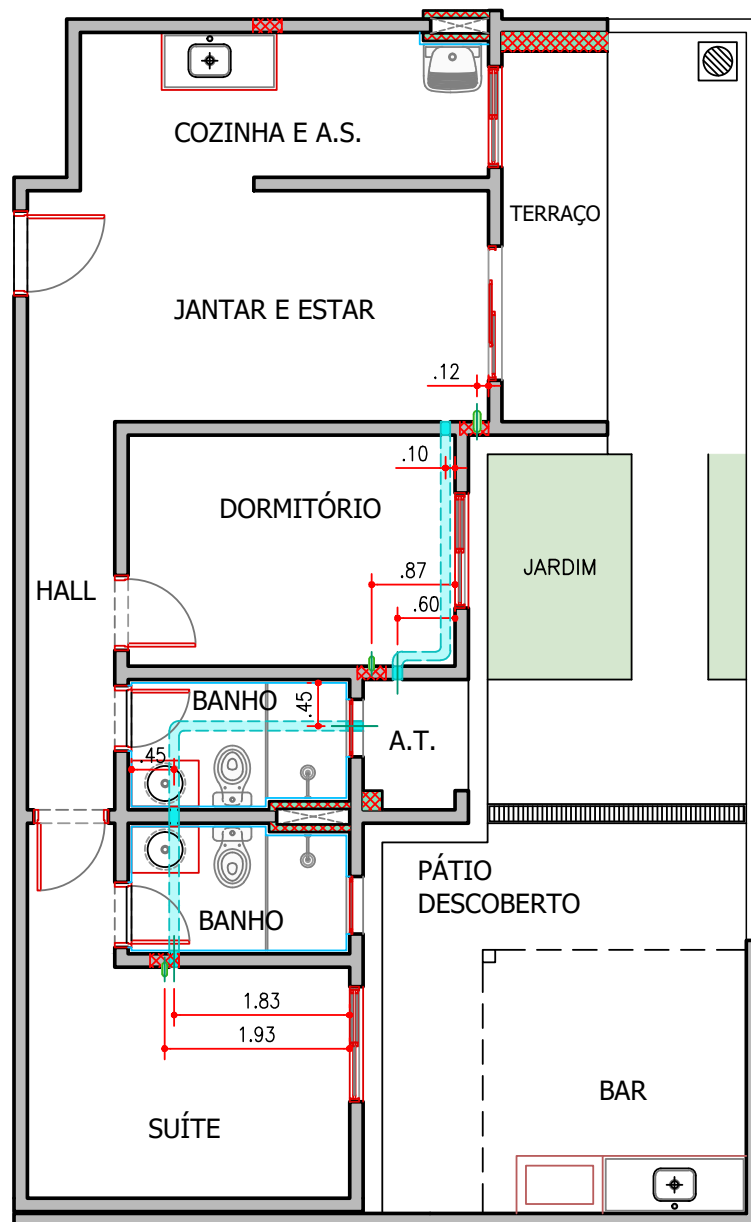 COZINHA E A.S.
TERRAÇO
JANTAR E ESTAR
.12
.10
DORMITÓRIO
.87
JARDIM
HALL
.60
BANHO
.45
A.T.
.45
PÁTIO
DESCOBERTO
BANHO
1.83
1.93
BAR
SUÍTE